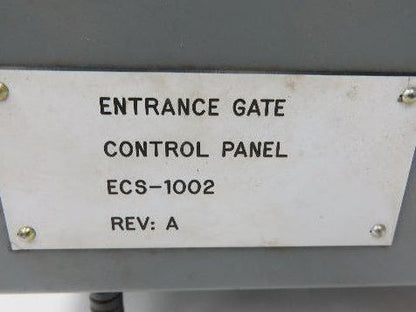 ENTRANCE GATE
CONTROL PANEL
ECS-1002
REV: A